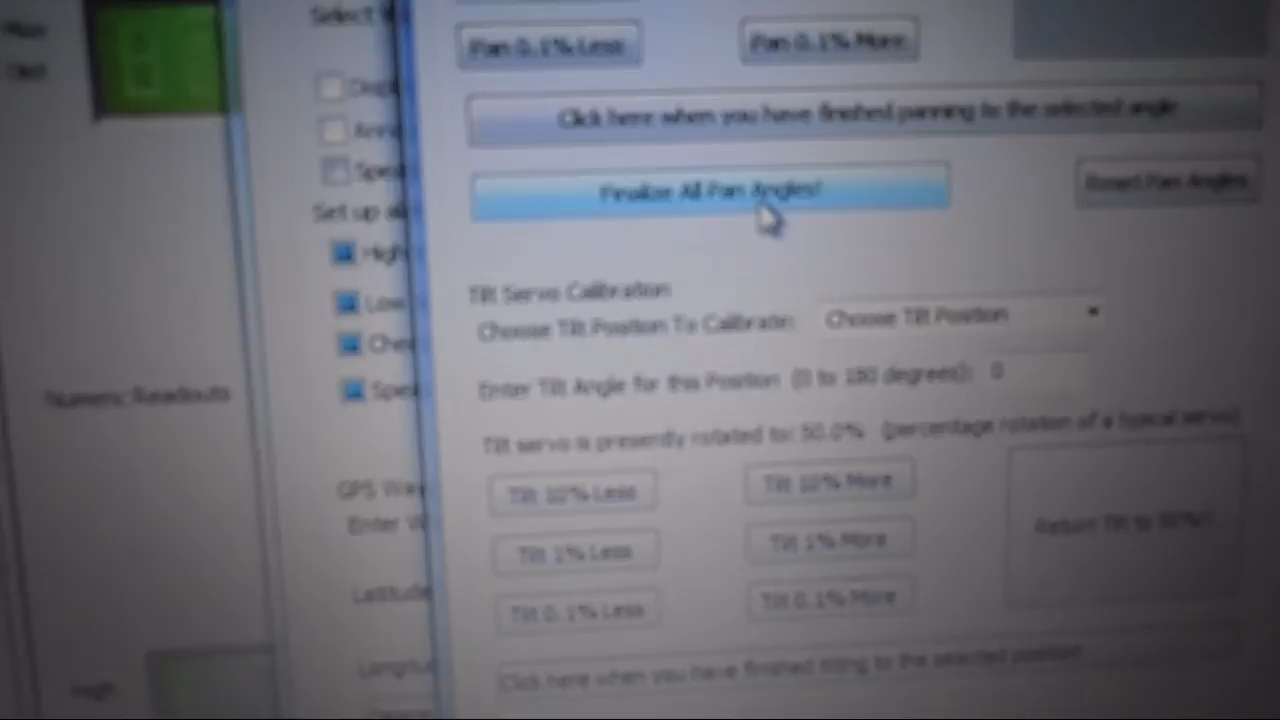 Select
Pan 0.1% Less
Pan 0.1% More
Click here when you have finished panning to the selected angle
Finalize All Pan Angles!
Reset Pan Angles
Set up
High
Low
Tilt Servo Calibration
Choose Tilt Position To Calibrate:
Choose Tilt Position
Enter Tilt Angle for this Position (0 to 180 degrees):
0
Numeric Readouts
Tilt servo is presently rotated to: 50.0% (percentage rotation of a typical servo)
GPS
Enter
Tilt 10% Less
Tilt 10% More
Return Tilt to 50%!
Tilt 1% Less
Tilt 1% More
Latitude
Tilt 0.1% Less
Tilt 0.1% More
Click here when you have finished tilting to the selected position
High